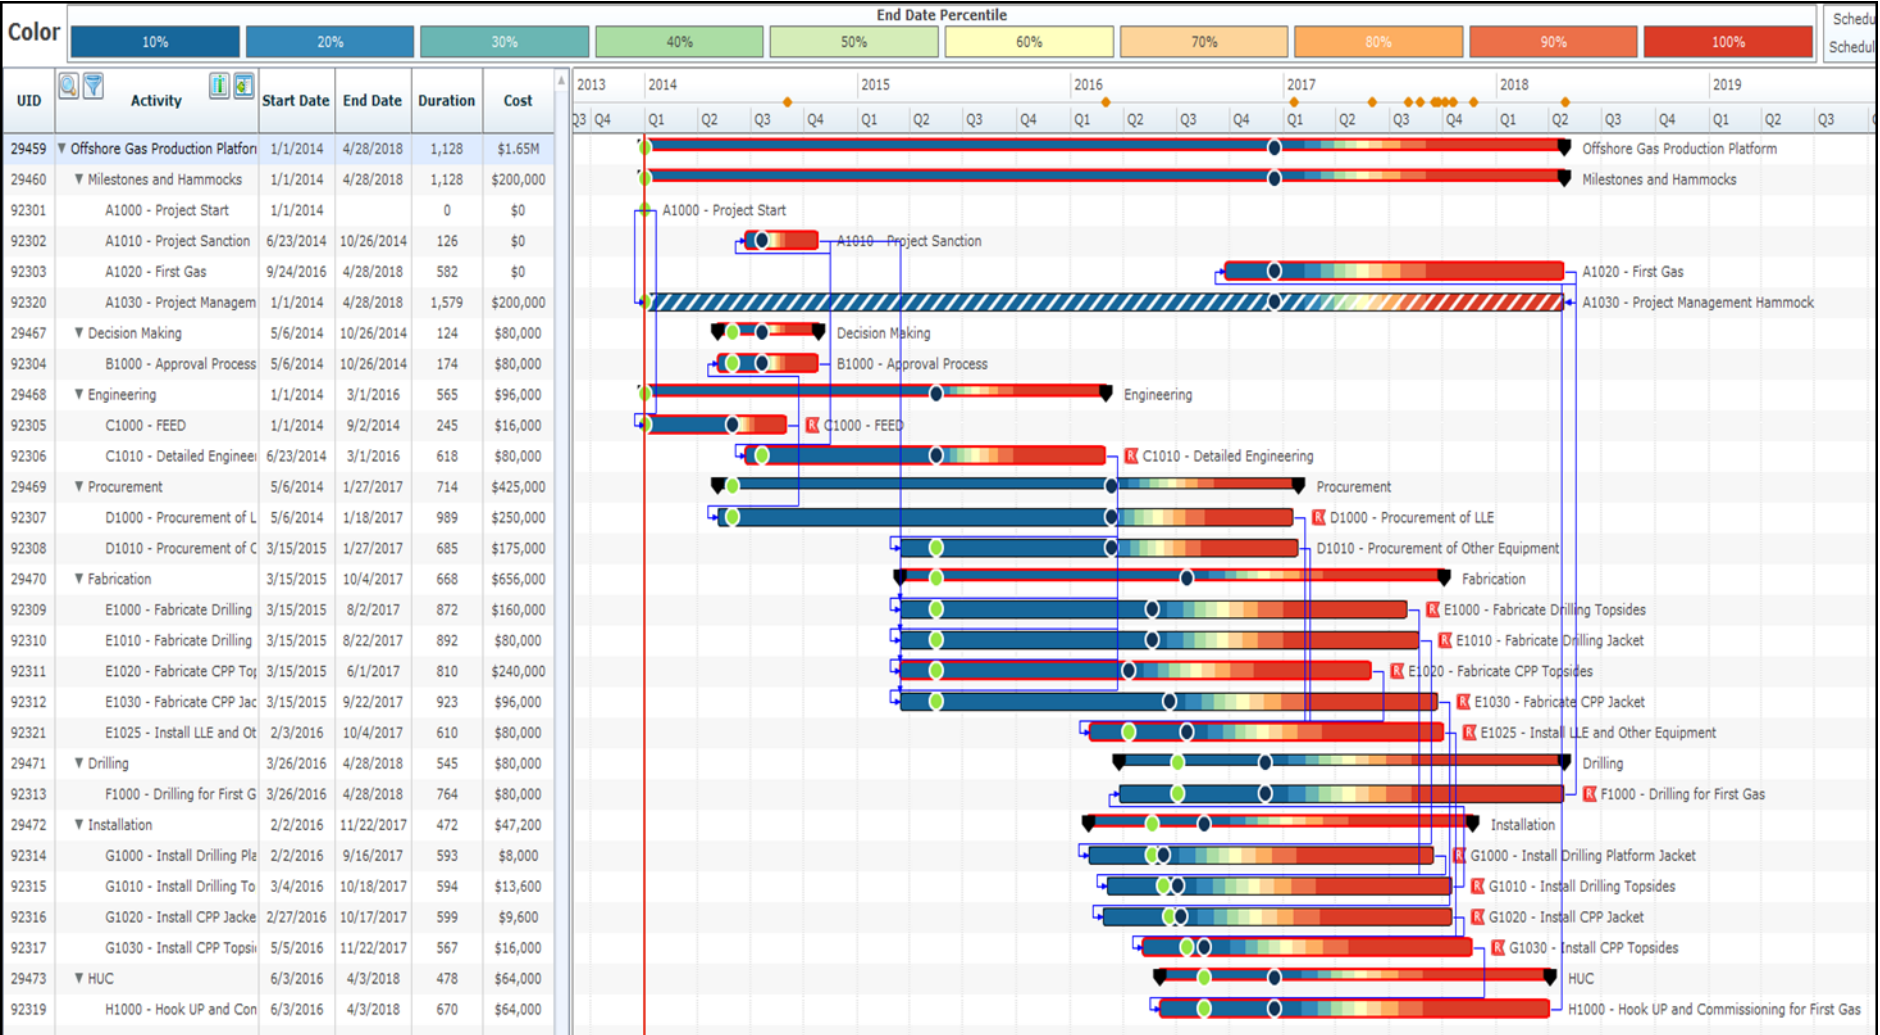 End Date Percentile
Color 10% 20% 30% 40% 50% 60% 70% 80% 90% 100%
Schedu
Schedul
UID Activity Start Date End Date Duration Cost
2013 2014 2015 2016 2017 2018 2019
Q3 Q4 Q1 Q2 Q3 Q4 Q1 Q2 Q3 Q4 Q1 Q2 Q3 Q4 Q1 Q2 Q3 Q4 Q1 Q2 Q3 Q4 Q1 Q2 Q3
29459 Offshore Gas Production Platforr 1/1/2014 4/28/2018 1,128 $1.65M Offshore Gas Production Platform
29460 Milestones and Hammocks 1/1/2014 4/28/2018 1,128 $200,000 Milestones and Hammocks
92301 A1000 - Project Start 1/1/2014 0 $0 A1000 - Project Start
92302 A1010 - Project Sanction 6/23/2014 10/26/2014 126 $0 A1010 - Project Sanction
92303 A1020 - First Gas 9/24/2016 4/28/2018 582 $0 A1020 - First Gas
92320 A1030 - Project Managem 1/1/2014 4/28/2018 1,579 $200,000 A1030 - Project Management Hammock
29467 Decision Making 5/6/2014 10/26/2014 124 $80,000 Decision Making
92304 B1000 - Approval Process 5/6/2014 10/26/2014 174 $80,000 B1000 - Approval Process
29468 Engineering 1/1/2014 3/1/2016 565 $96,000 Engineering
92305 C1000 - FEED 1/1/2014 9/2/2014 245 $16,000 R C1000 - FEED
92306 C1010 - Detailed Engineer 6/23/2014 3/1/2016 618 $80,000 R C1010 - Detailed Engineering
29469 Procurement 5/6/2014 1/27/2017 714 $425,000 Procurement
92307 D1000 - Procurement of L 5/6/2014 1/18/2017 989 $250,000 R D1000 - Procurement of LLE
92308 D1010 - Procurement of C 3/15/2015 1/27/2017 685 $175,000 D1010 - Procurement of Other Equipment
29470 Fabrication 3/15/2015 10/4/2017 668 $656,000 Fabrication
92309 E1000 - Fabricate Drilling 3/15/2015 8/2/2017 872 $160,000 R E1000 - Fabricate Drilling Topsides
92310 E1010 - Fabricate Drilling 3/15/2015 8/22/2017 892 $80,000 R E1010 - Fabricate Drilling Jacket
92311 E1020 - Fabricate CPP Top 3/15/2015 6/1/2017 810 $240,000 R E1020 - Fabricate CPP Topsides
92312 E1030 - Fabricate CPP Jac 3/15/2015 9/22/2017 923 $96,000 R E1030 - Fabricate CPP Jacket
92321 E1025 - Install LLE and Ot 2/3/2016 10/4/2017 610 $80,000 R E1025 - Install LLE and Other Equipment
29471 Drilling 3/26/2016 4/28/2018 545 $80,000 Drilling
92313 F1000 - Drilling for First G 3/26/2016 4/28/2018 764 $80,000 R F1000 - Drilling for First Gas
29472 Installation 2/2/2016 11/22/2017 472 $47,200 Installation
92314 G1000 - Install Drilling Pla 2/2/2016 9/16/2017 593 $8,000 R G1000 - Install Drilling Platform Jacket
92315 G1010 - Install Drilling To 3/4/2016 10/18/2017 594 $13,600 R G1010 - Install Drilling Topsides
92316 G1020 - Install CPP Jacke 2/27/2016 10/17/2017 599 $9,600 R G1020 - Install CPP Jacket
92317 G1030 - Install CPP Topsi 5/5/2016 11/22/2017 567 $16,000 R G1030 - Install CPP Topsides
29473 HUC 6/3/2016 4/3/2018 478 $64,000 HUC
92319 H1000 - Hook UP and Con 6/3/2016 4/3/2018 670 $64,000 H1000 - Hook UP and Commissioning for First Gas